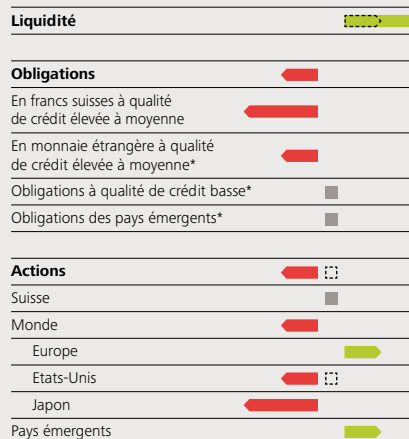 Liquidité
Obligations
En francs suisses à qualité
de crédit élevée à moyenne
En monnaie étrangère à qualité
de crédit élevée à moyenne*
Obligations à qualité de crédit basse*
Obligations des pays émergents*
Actions
Suisse
Monde
Europe
Etats-Unis
Japon
Pays émergents